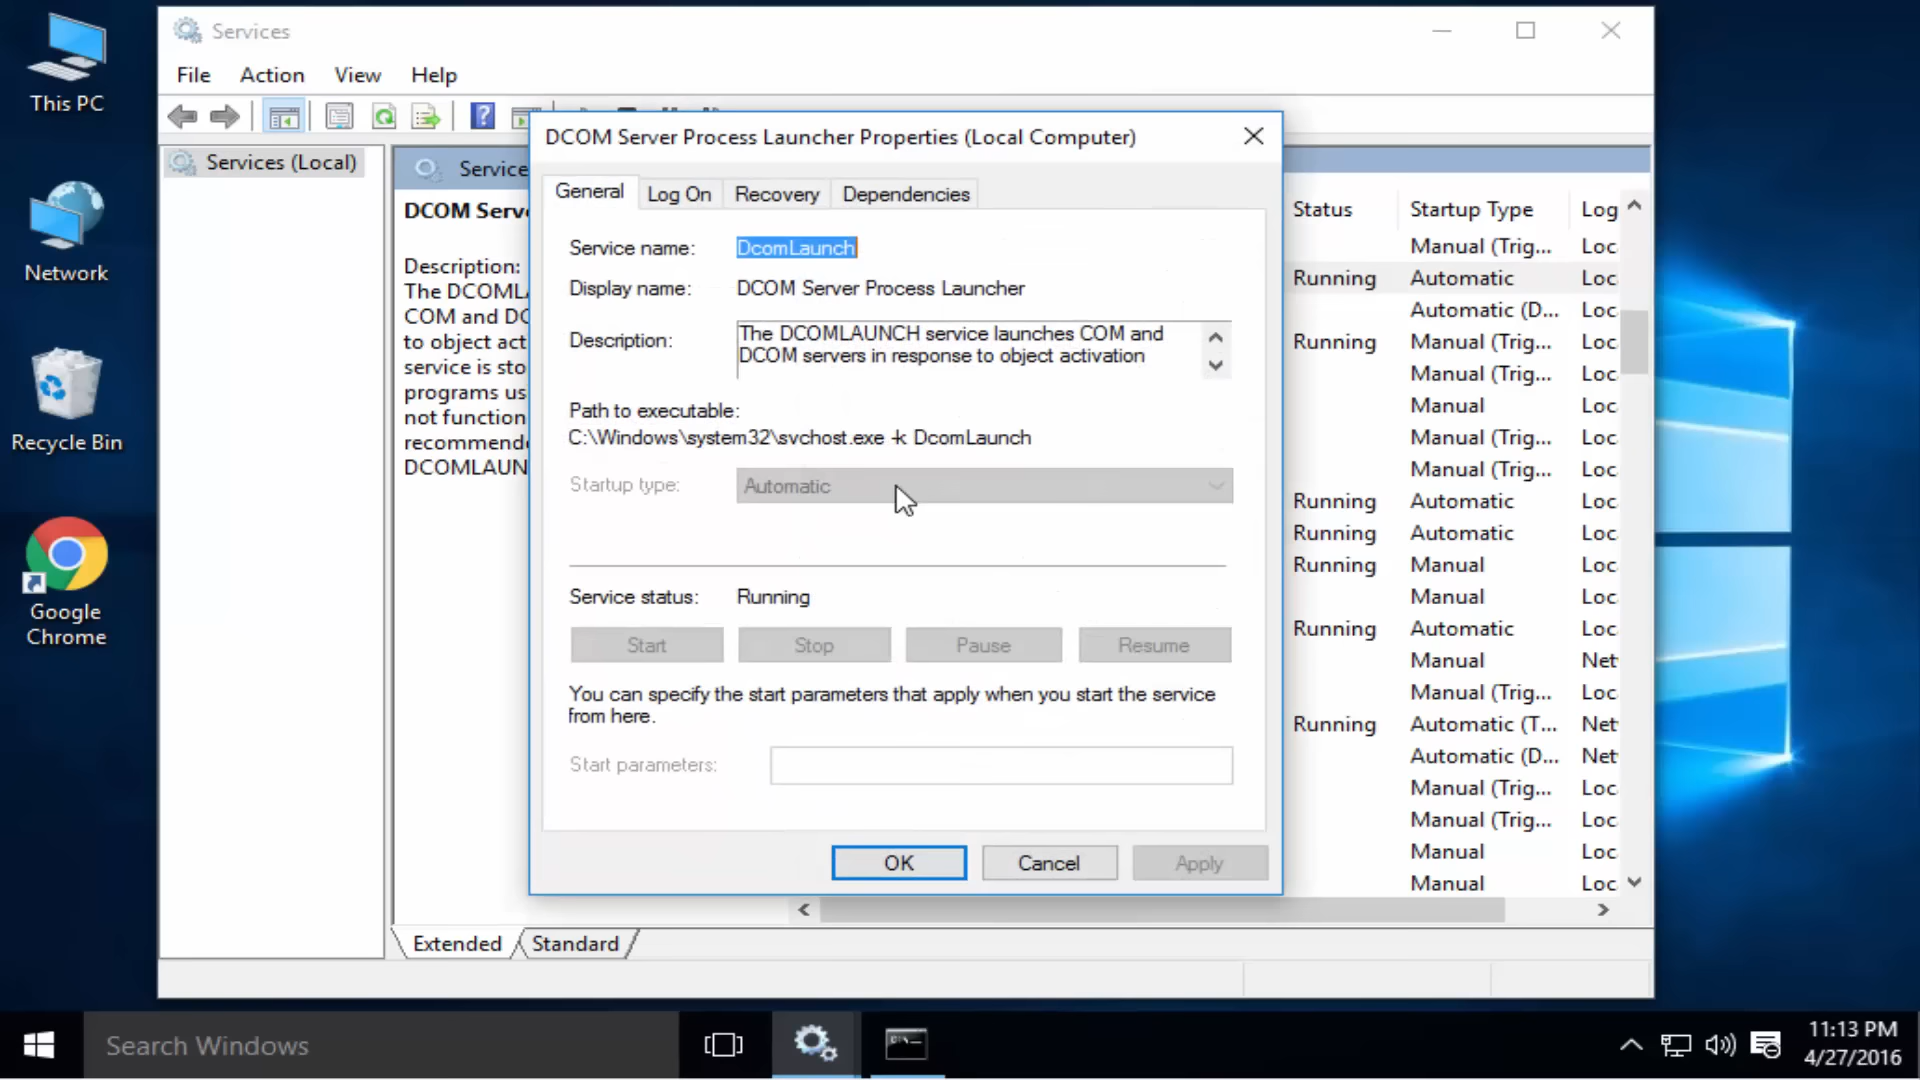 This PC
Network
Recycle Bin
Google
Chrome
Services
File Action View Help
Services (Local)
Service
DCOM Serv
Description:
The DCOML
COM and DC
to object act
service is sto
programs us
not function
recommend
DCOMLAUN
DCOM Server Process Launcher Properties (Local Computer)
General Log On Recovery Dependencies
Service name: DcomLaunch
Display name: DCOM Server Process Launcher
Description: The DCOMLAUNCH service launches COM and
DCOM servers in response to object activation
Path to executable:
C:\Windows\system32\svchost.exe -k DcomLaunch
Startup type: Automatic
Service status: Running
Start Stop Pause Resume
You can specify the start parameters that apply when you start the service
from here.
Start parameters:
OK Cancel Apply
Status Startup Type Log
Manual (Trig... Loc
Running Automatic Loc
Automatic (D... Loc
Running Manual (Trig... Loc
Manual (Trig... Loc
Manual Loc
Manual (Trig... Loc
Manual (Trig... Loc
Running Automatic Loc
Running Automatic Loc
Running Manual Loc
Manual Loc
Running Automatic Loc
Manual Net
Manual (Trig... Loc
Running Automatic (T... Net
Automatic (D... Net
Manual (Trig... Loc
Manual (Trig... Loc
Manual Loc
Manual Loc
Extended Standard
Search Windows
11:13 PM
4/27/2016